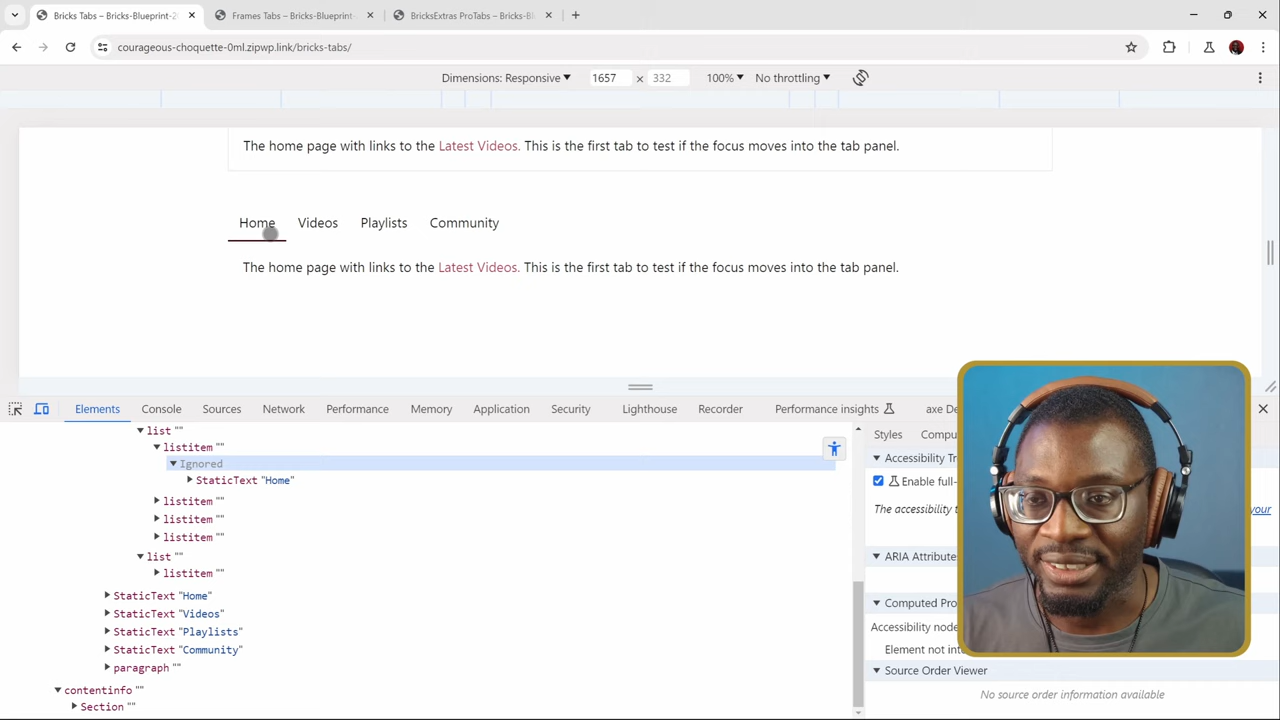 Bricks Tabs – Bricks-Blueprint-2
Frames Tabs – Bricks-Blueprint-
BricksExtras ProTabs – Bricks-Bl
courageous-choquette-0ml.zipwp.link/bricks-tabs/
Dimensions: Responsive 1657 × 332 100% No throttling
The home page with links to the Latest Videos. This is the first tab to test if the focus moves into the tab panel.
Home Videos Playlists Community
The home page with links to the Latest Videos. This is the first tab to test if the focus moves into the tab panel.
Elements Console Sources Network Performance Memory Application Security Lighthouse Recorder Performance insights axe De
list ""
listitem ""
Ignored
StaticText "Home"
listitem ""
listitem ""
listitem ""
list ""
listitem ""
StaticText "Home"
StaticText "Videos"
StaticText "Playlists"
StaticText "Community"
paragraph ""
contentinfo ""
Section ""
Styles Compu
Accessibility Tr
Enable full-
The accessibility t
your
ARIA Attribute
Computed Pro
Accessibility node
Element not int
Source Order Viewer
No source order information available